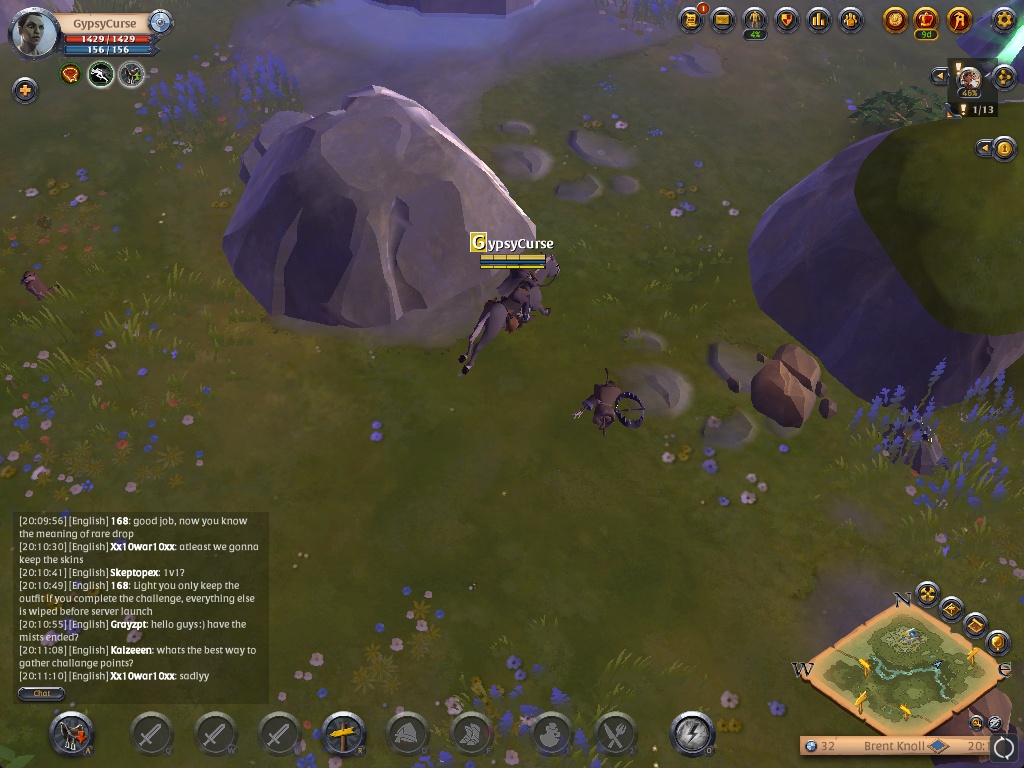 GypsyCurse
1429 / 1429
156 / 156
1
4%
9d
46%
1/13
GypsyCurse
[20:09:56] [English] 168: good job, now you know
the meaning of rare drop
[20:10:30] [English] Xx10war10xx: atleast we gonna
keep the skins
[20:10:41] [English] Skeptopex: 1v1?
[20:10:49] [English] 168: Light you only keep the
outfit if you complete the challenge, everything else
is wiped before server launch
[20:10:55] [English] Grayzpt: hello guys:) have the
mists ended?
[20:11:08] [English] Kaizeeen: whats the best way to
gather challange points?
[20:11:10] [English] Xx10war10xx: sadlyy
Chat
N
W
E
A
Q
W
R
32 Brent Knoll 20: